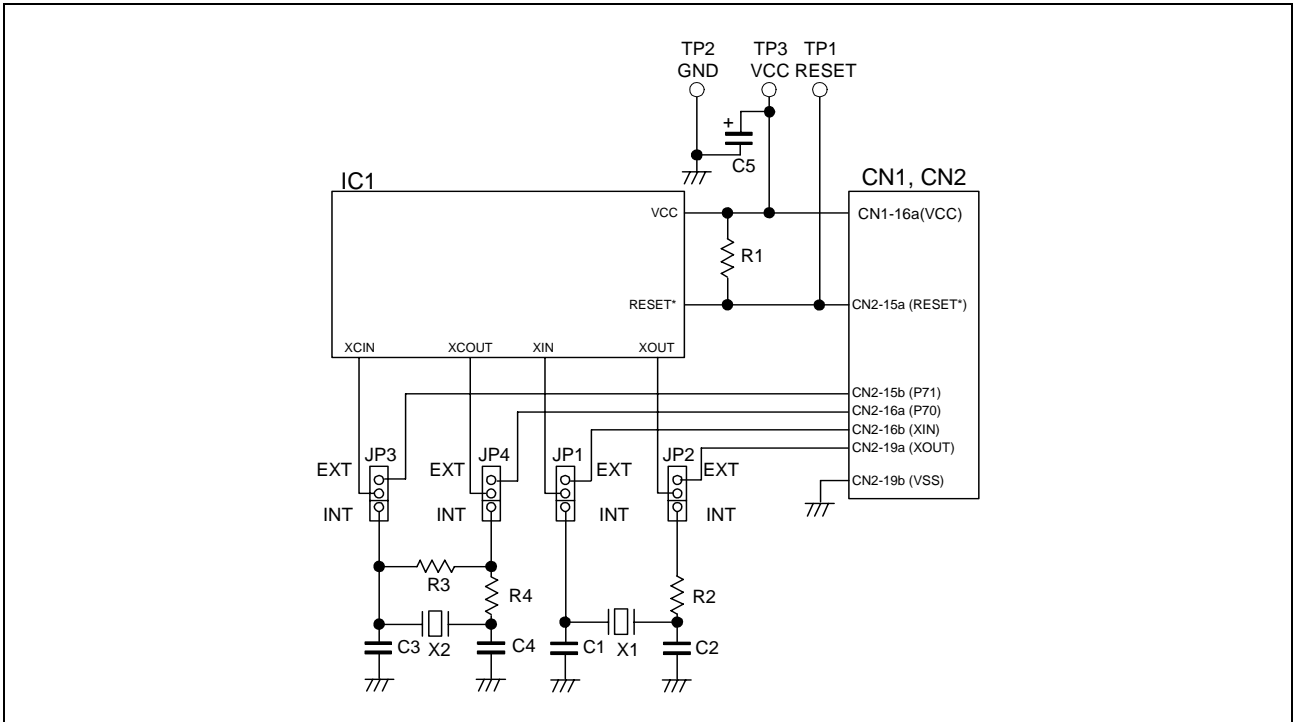 TP2 TP3 TP1
GND VCC RESET
+
C5
IC1
CN1, CN2
VCC
CN1-16a(VCC)
R1
RESET*
CN2-15a (RESET*)
XCIN XCOUT XIN XOUT
CN2-15b (P71)
CN2-16a (P70)
CN2-16b (XIN)
CN2-19a (XOUT)
CN2-19b (VSS)
JP3 JP4 JP1 JP2
EXT EXT EXT EXT
INT INT INT INT
R3
R4 R2
C3 X2 C4 C1 X1 C2